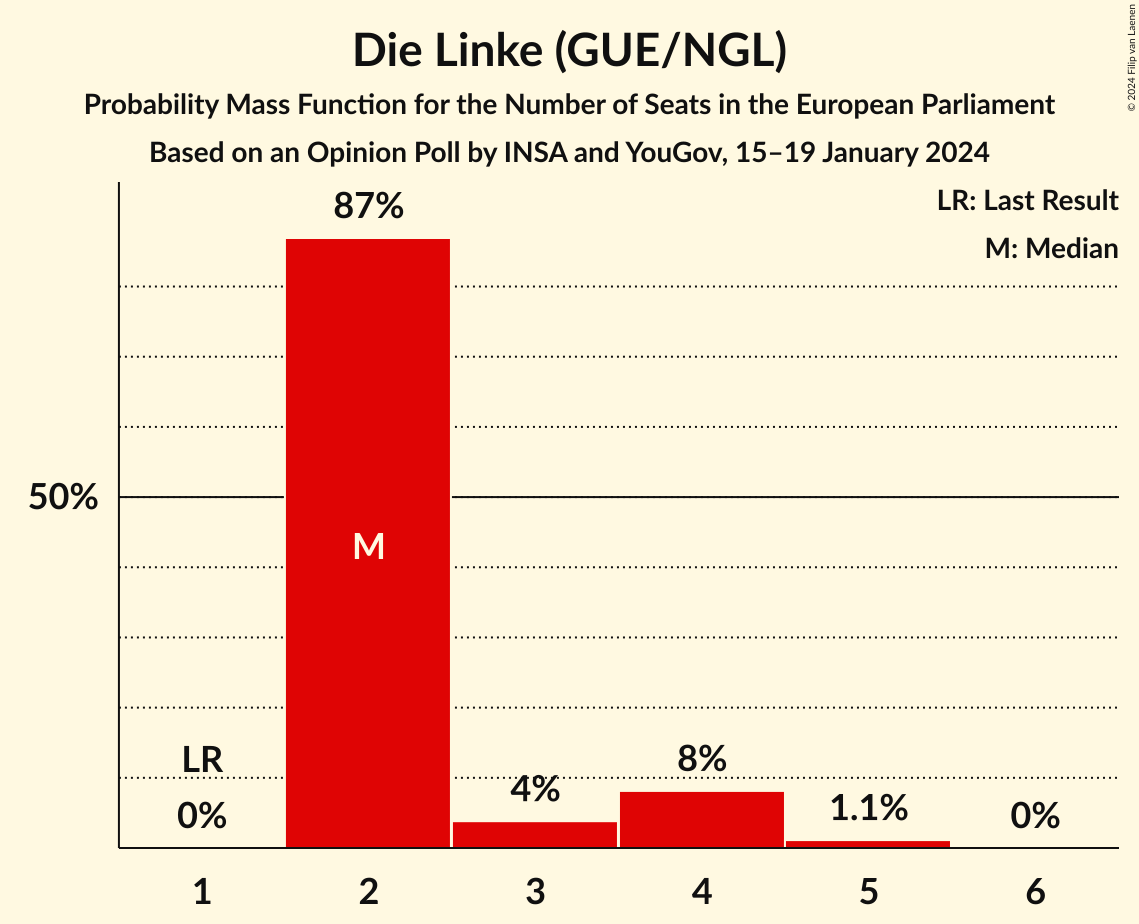 Die Linke (GUE/NGL)
Probability Mass Function for the Number of Seats in the European Parliament
Based on an Opinion Poll by INSA and YouGov, 15–19 January 2024
© 2024 Filip van Laenen
LR: Last Result
M: Median
87%
50%
M
LR
0%
4%
8%
1.1%
0%
1 2 3 4 5 6